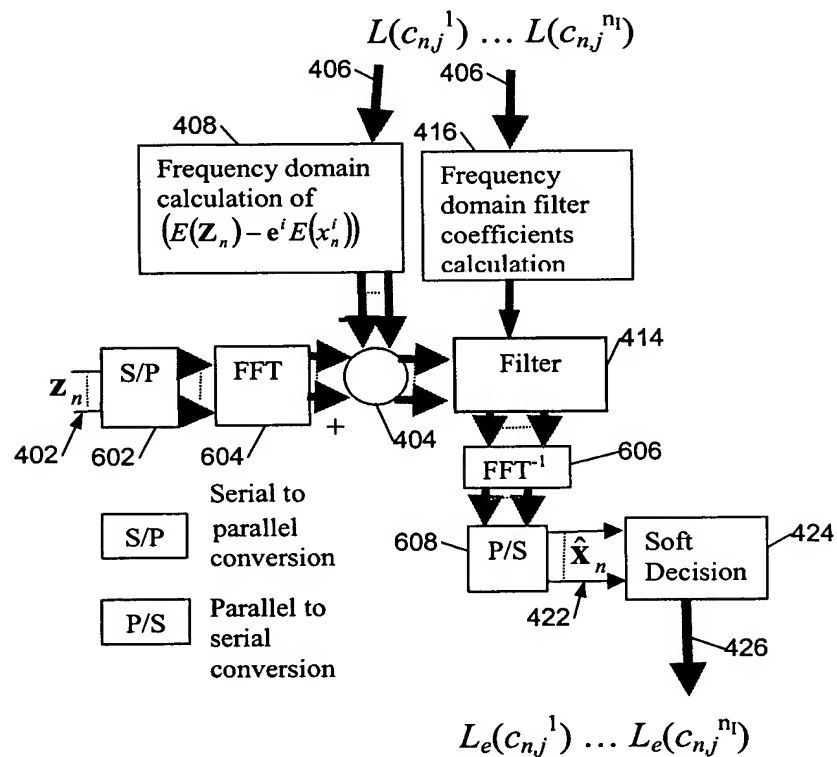 L(c_{n,j}^1) … L(c_{n,j}^{n_I})
406 406
408 416
Frequency domain
calculation of
(E(Z_n) – e^i E(x_n^i))
Frequency
domain filter
coefficients
calculation
z_n
S/P
FFT
Filter
414
+
404
402 602 604
FFT^{-1}
606
Serial to
parallel
conversion
S/P
608
P/S
x̂_n
422
Soft
Decision
424
P/S
Parallel to
serial
conversion
426
L_e(c_{n,j}^1) … L_e(c_{n,j}^{n_I})